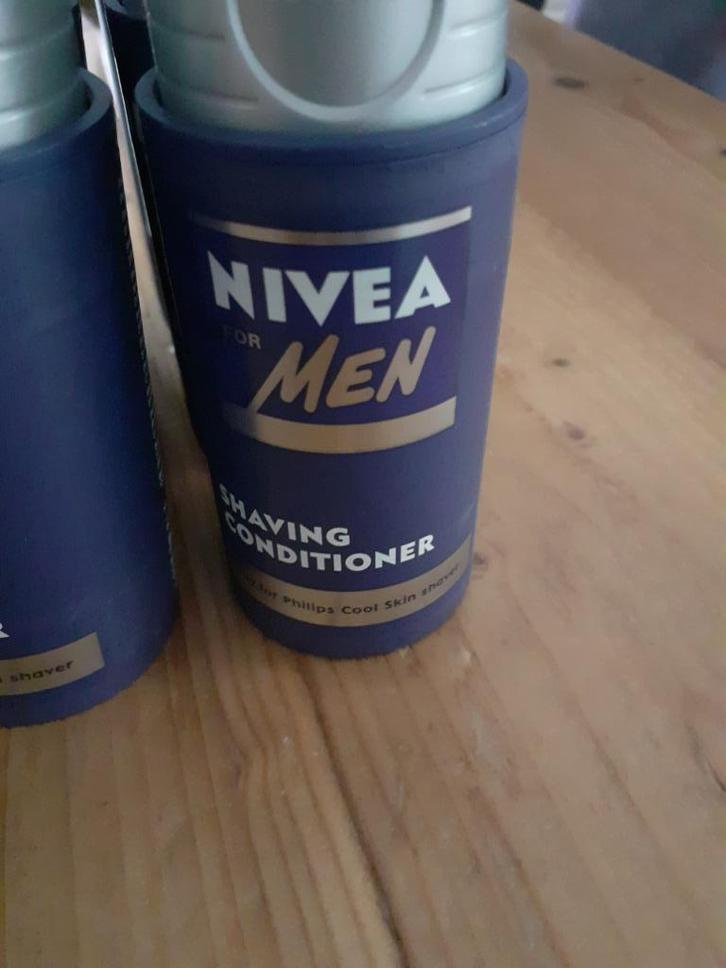 NIVEA
FOR
MEN
SHAVING
CONDITIONER
for Philips Cool Skin shaver
R
shaver